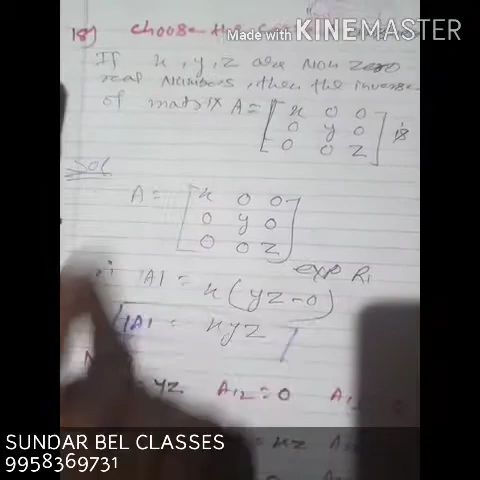 Made with KINEMASTER
18) Choose the
If x, y, z are non zero
real numbers, then the inverse
of matrix A = [x 0 0
0 y 0
0 0 z] is
Sol
A = [x 0 0
0 y 0
0 0 z]
exp R1
|A| = x(yz-0)
|A| = xyz
yz A12 = 0
= xz
SUNDAR BEL CLASSES
9958369731